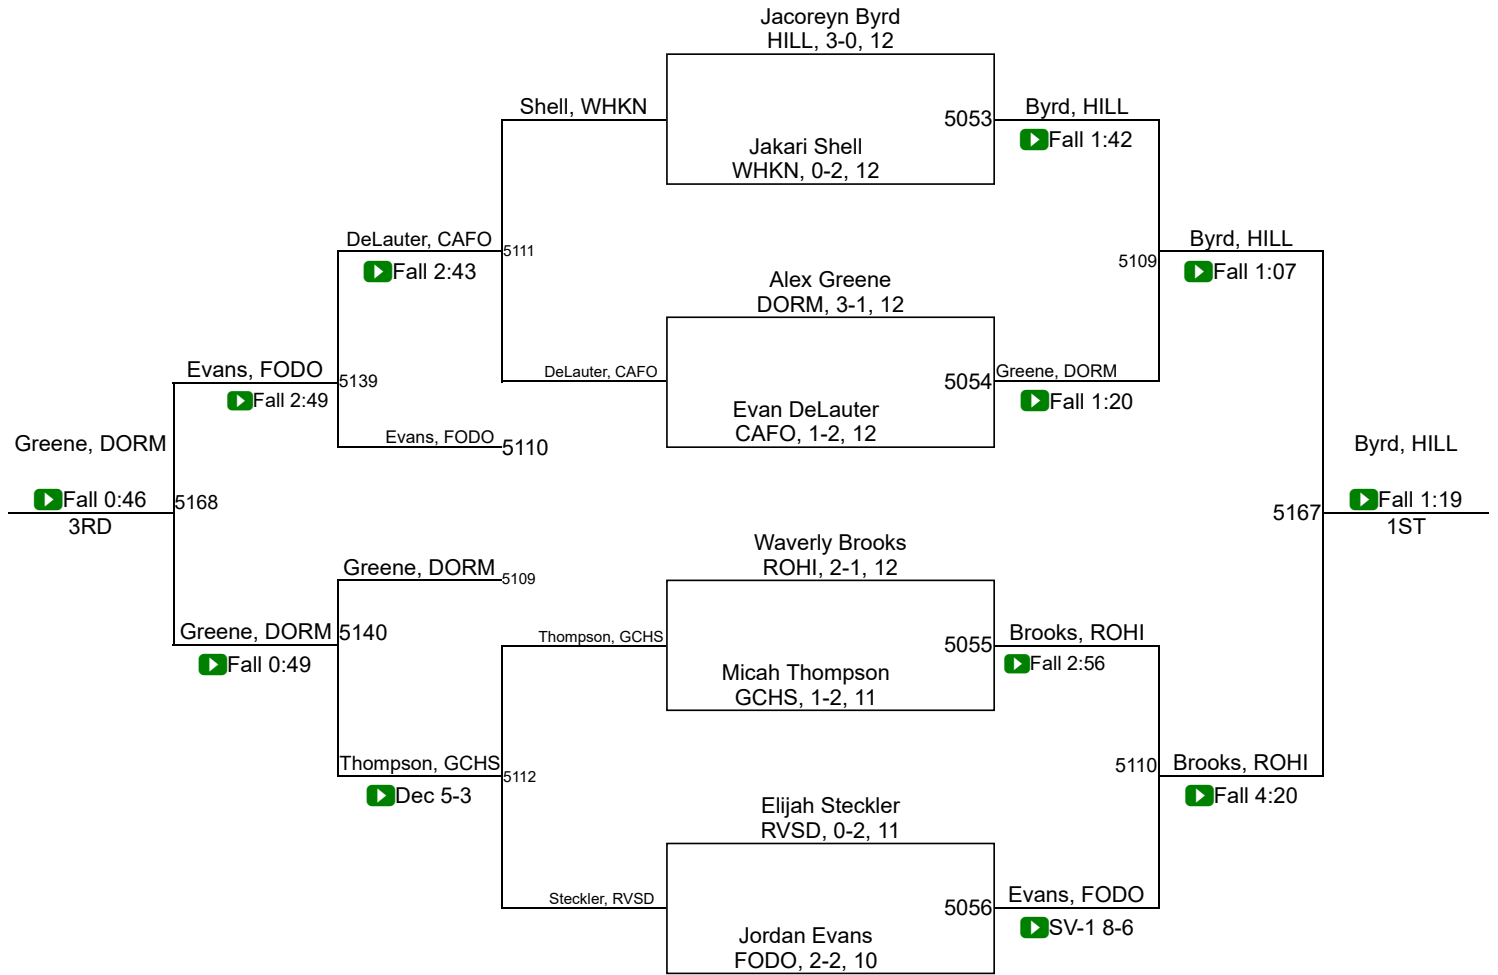 Jacoreyn Byrd
HILL, 3-0, 12
Shell, WHKN
5053
Byrd, HILL
Fall 1:42
Jakari Shell
WHKN, 0-2, 12
DeLauter, CAFO
5111
Fall 2:43
Byrd, HILL
5109
Fall 1:07
Alex Greene
DORM, 3-1, 12
Evans, FODO
5139
Fall 2:49
DeLauter, CAFO
5054
Greene, DORM
Fall 1:20
Evan DeLauter
CAFO, 1-2, 12
Evans, FODO
5110
Greene, DORM
Fall 0:46
5168
3RD
Byrd, HILL
5167
Fall 1:19
1ST
Waverly Brooks
ROHI, 2-1, 12
Greene, DORM
5109
Greene, DORM
5140
Fall 0:49
Thompson, GCHS
5055
Brooks, ROHI
Fall 2:56
Micah Thompson
GCHS, 1-2, 11
Thompson, GCHS
5112
Dec 5-3
5110
Brooks, ROHI
Fall 4:20
Elijah Steckler
RVSD, 0-2, 11
Steckler, RVSD
5056
Evans, FODO
SV-1 8-6
Jordan Evans
FODO, 2-2, 10